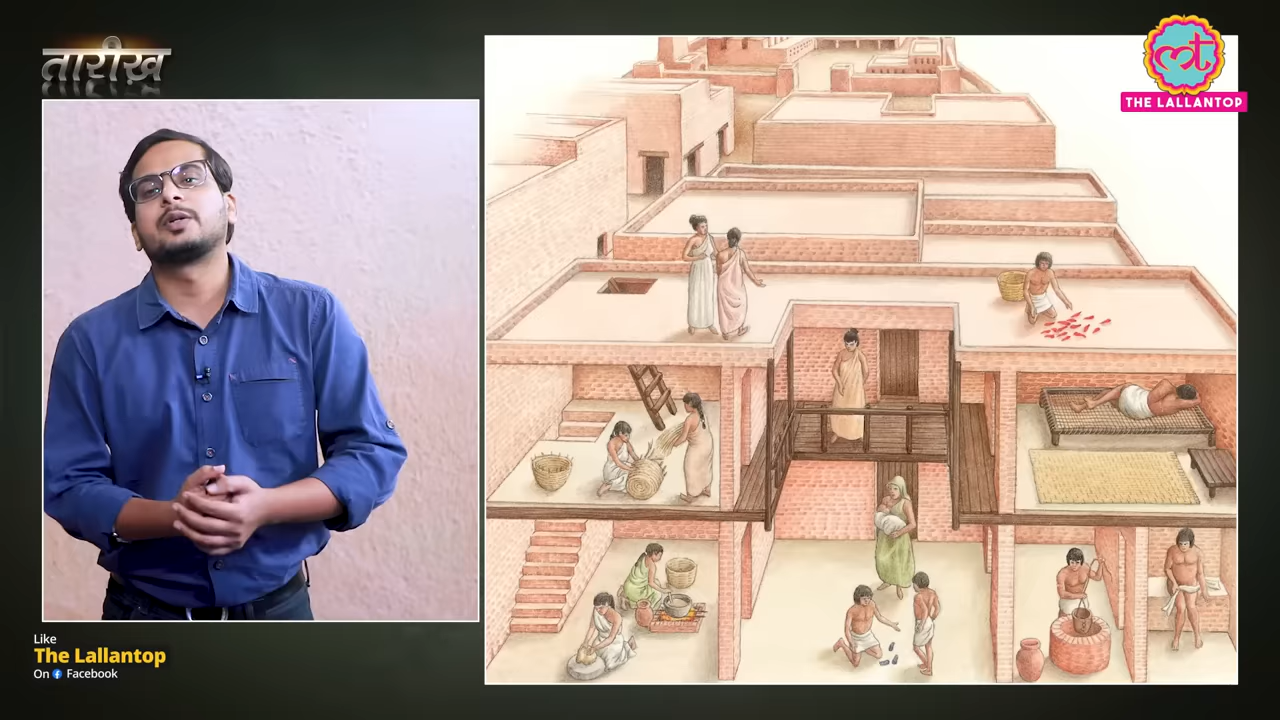 तारीख़
THE LALLANTOP
Like
The Lallantop
On Facebook